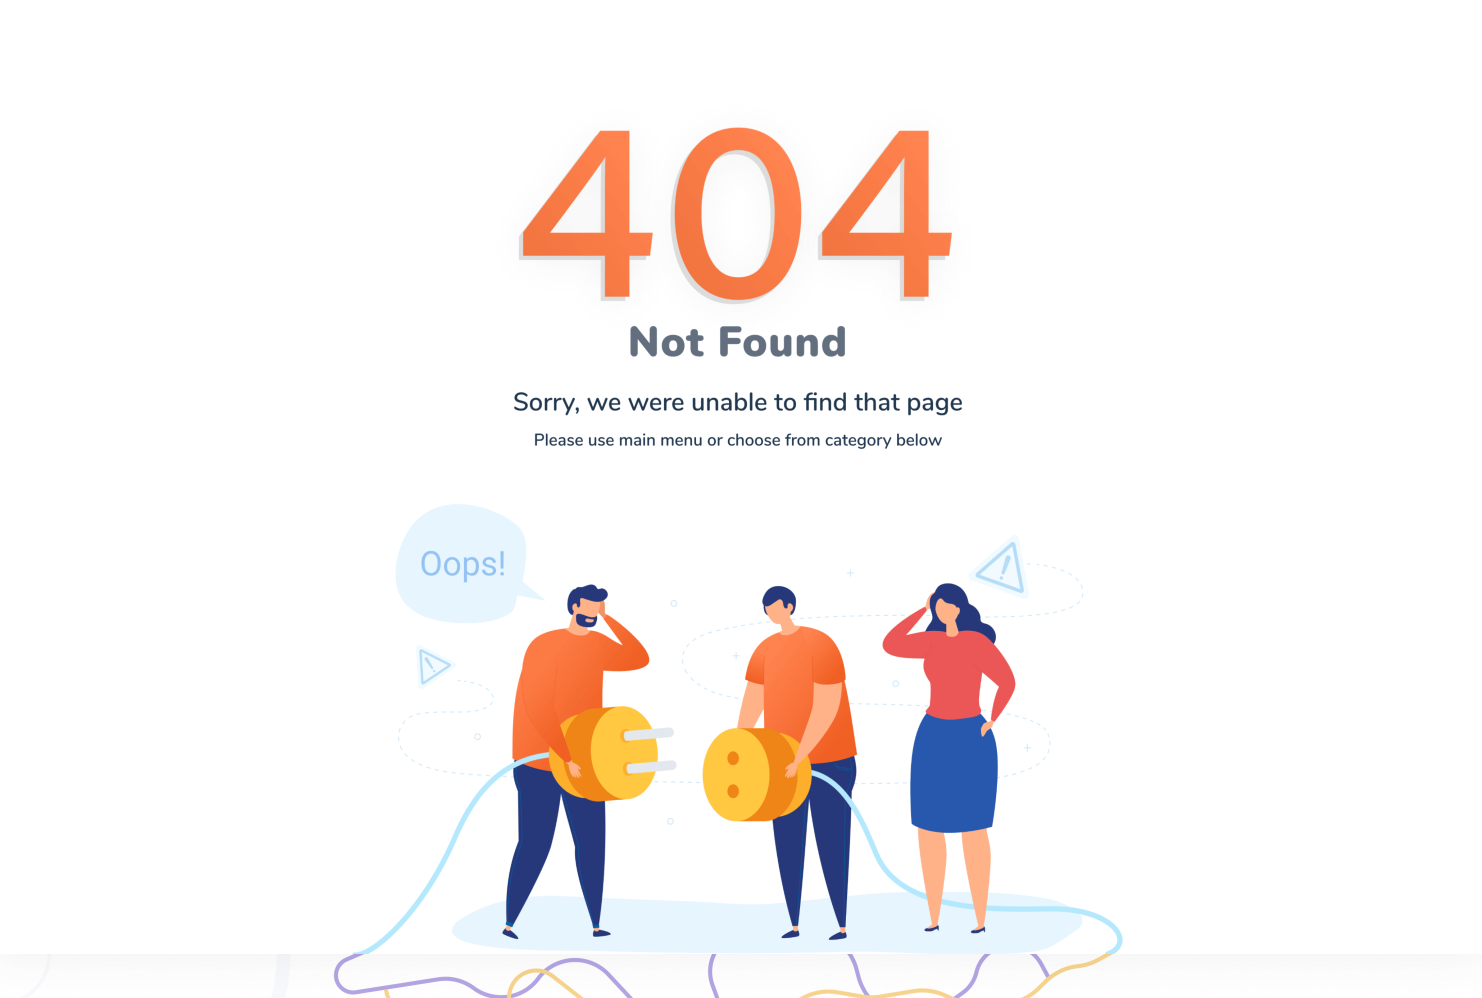 404
Not Found
Sorry, we were unable to find that page
Please use main menu or choose from category below
Oops!